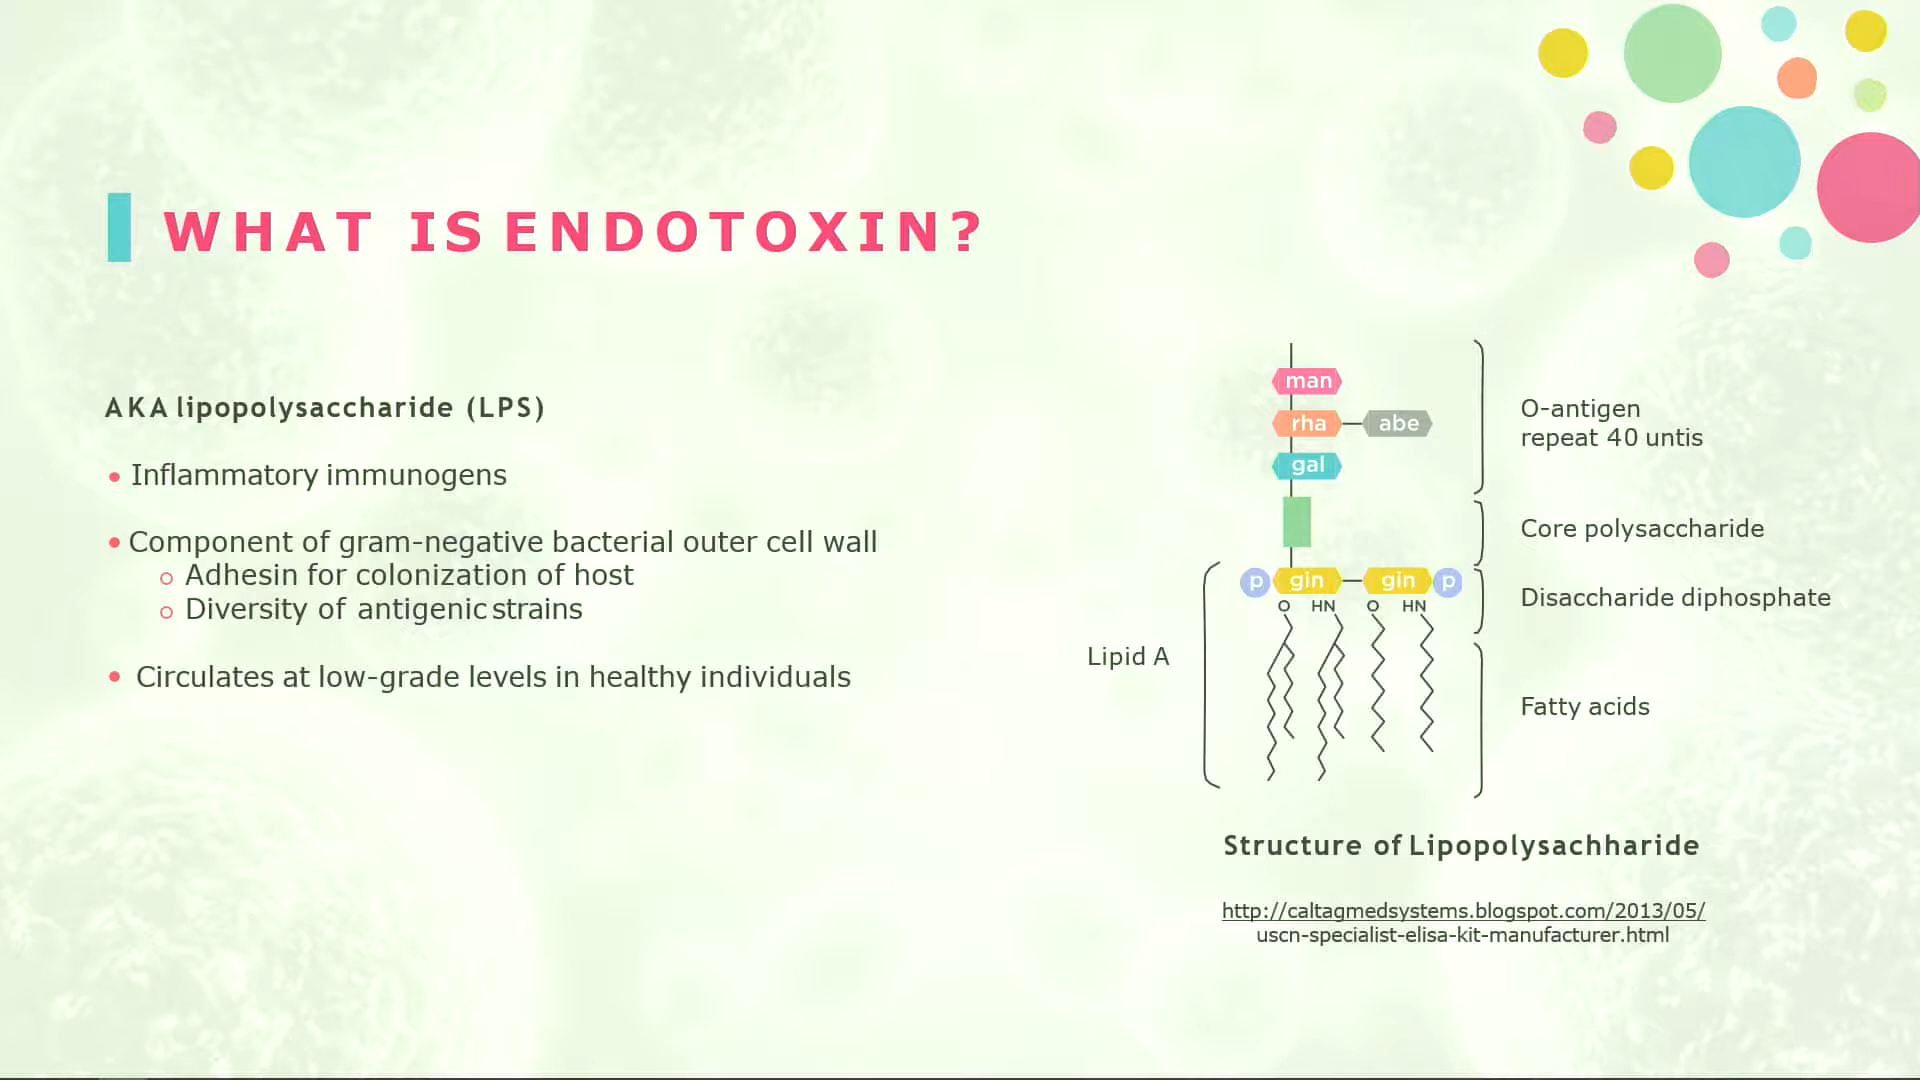 WHAT IS ENDOTOXIN?
AKA lipopolysaccharide (LPS)
• Inflammatory immunogens
• Component of gram-negative bacterial outer cell wall
o Adhesin for colonization of host
o Diversity of antigenic strains
• Circulates at low-grade levels in healthy individuals
man
rha abe
gal
O-antigen
repeat 40 untis
Core polysaccharide
p gin gin p
O HN O HN
Disaccharide diphosphate
Lipid A
Fatty acids
Structure of Lipopolysachharide
http://caltagmedsystems.blogspot.com/2013/05/
uscn-specialist-elisa-kit-manufacturer.html